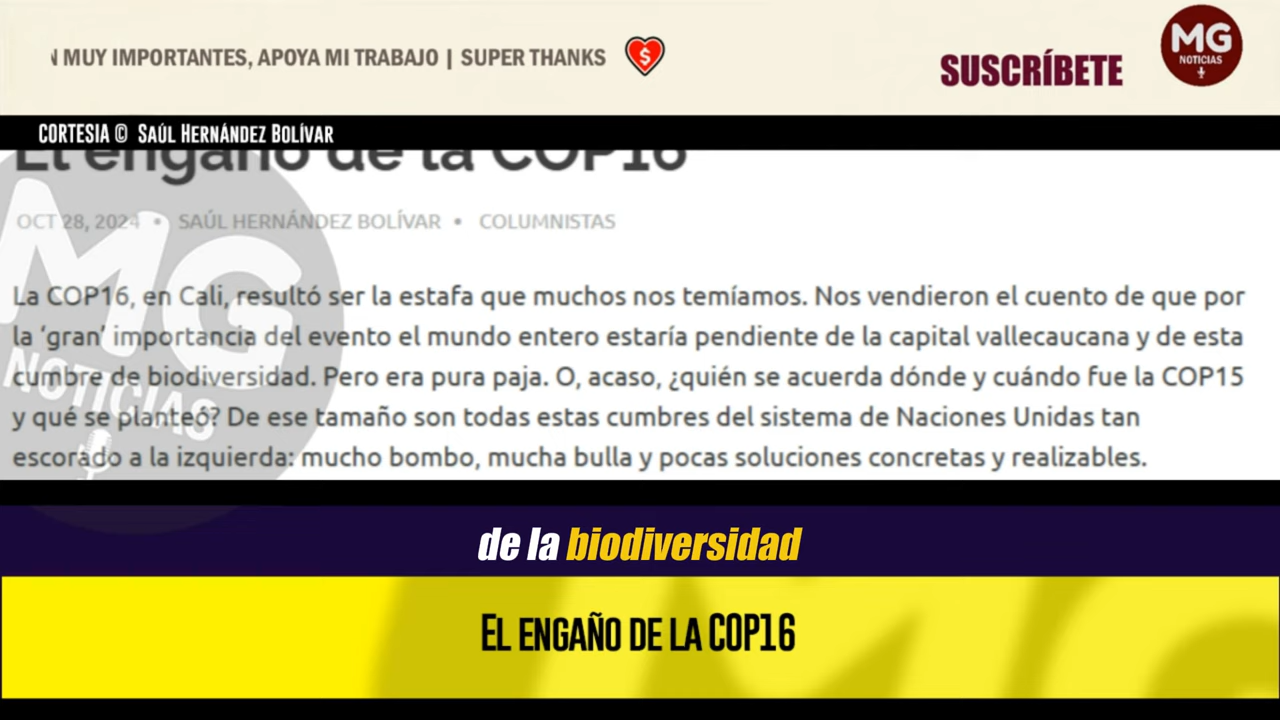 MUY IMPORTANTES, APOYA MI TRABAJO | SUPER THANKS
SUSCRÍBETE
MG
NOTICIAS
CORTESIA © SAÚL HERNÁNDEZ BOLÍVAR
El engaño de la COP16
OCT 28, 2024 • SAÚL HERNÁNDEZ BOLÍVAR • COLUMNISTAS
La COP16, en Cali, resultó ser la estafa que muchos nos temíamos. Nos vendieron el cuento de que por
la ‘gran’ importancia del evento el mundo entero estaría pendiente de la capital vallecaucana y de esta
cumbre de biodiversidad. Pero era pura paja. O, acaso, ¿quién se acuerda dónde y cuándo fue la COP15
y qué se planteó? De ese tamaño son todas estas cumbres del sistema de Naciones Unidas tan
escorado a la izquierda: mucho bombo, mucha bulla y pocas soluciones concretas y realizables.
MG
NOTICIAS
de la biodiversidad
EL ENGAÑO DE LA COP16